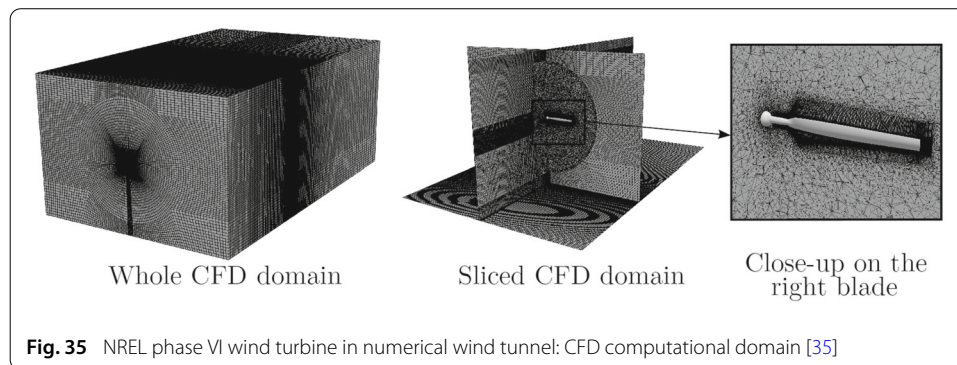 Whole CFD domain
Sliced CFD domain
Close-up on the
right blade
Fig. 35 NREL phase VI wind turbine in numerical wind tunnel: CFD computational domain [35]